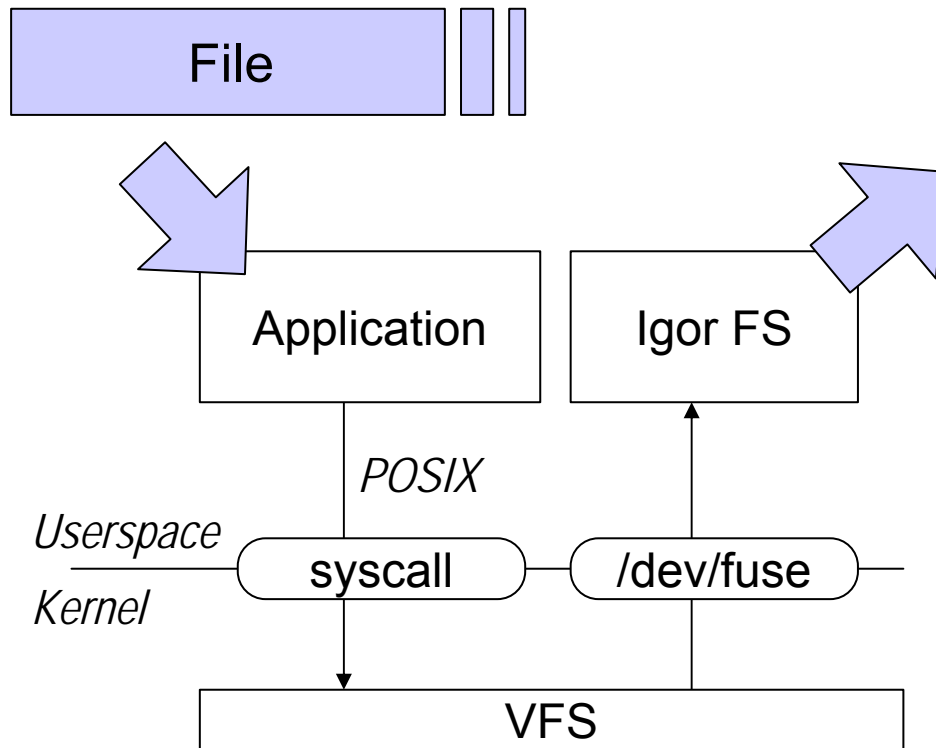 File
Application
Igor FS
POSIX
Userspace
syscall
/dev/fuse
Kernel
VFS